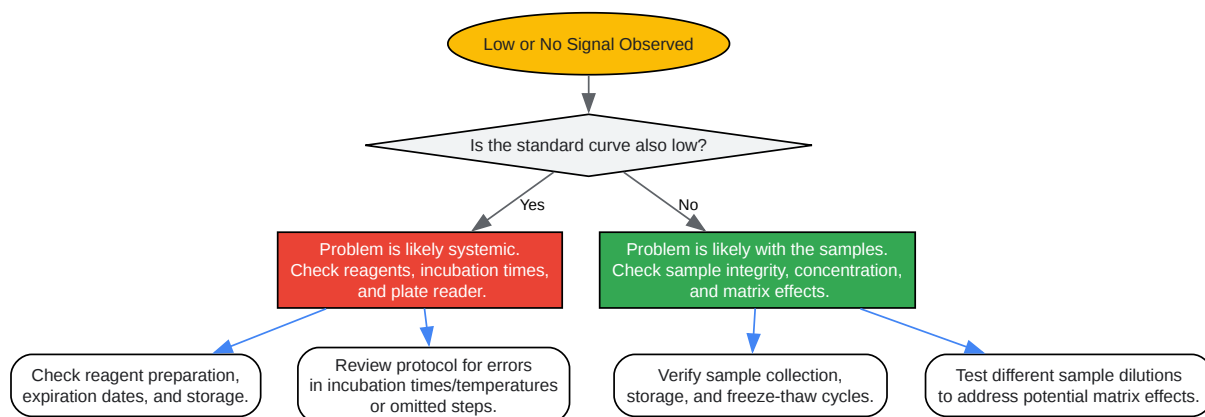 Low or No Signal Observed
Is the standard curve also low?
Yes
No
Problem is likely systemic.
Check reagents, incubation times,
and plate reader.
Problem is likely with the samples.
Check sample integrity, concentration,
and matrix effects.
Check reagent preparation,
expiration dates, and storage.
Review protocol for errors
in incubation times/temperatures
or omitted steps.
Verify sample collection,
storage, and freeze-thaw cycles.
Test different sample dilutions
to address potential matrix effects.